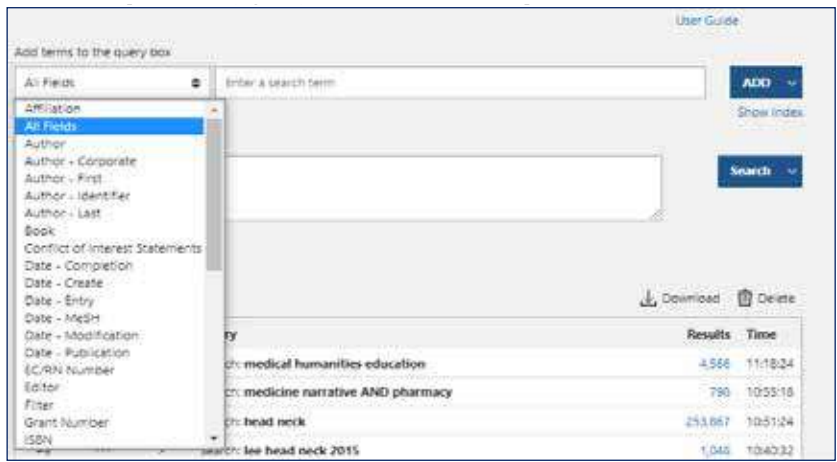 User Guide
Add terms to the query box
All Fields Enter a search term ADD
Affiliation
All Fields
Show Index
Author
Author - Corporate
Author - First
Search
Author - Identifier
Author - Last
Book
Conflict of Interest Statements
Date - Completion
Date - Create
Date - Entry
Download Delete
Date - MeSH
Date - Modification
ry Results Time
Date - Publication
EC/RN Number
rch: medical humanities education 4,566 11:18:24
Editor
rch: medicine narrative AND pharmacy 790 10:55:18
Filter
Grant Number
rch: head neck 253,867 10:51:24
ISBN
Search: lee head neck 2015 1,046 10:40:32